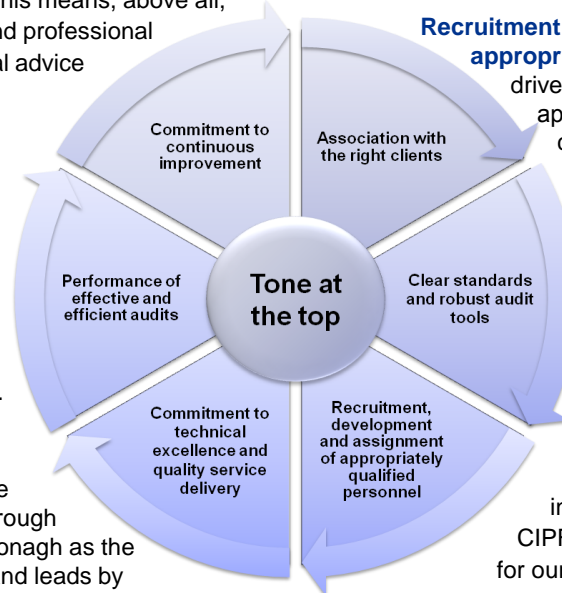 his means, above all,
nd professional
al advice
Recruitment
appropr
drive
ap
Commitment to
continuous
improvement
Association with
the right clients
Clear standards
and robust audit
tools
Recruitment,
development
and assignment
of appropriately
qualified
personnel
Commitment to
technical
excellence and
quality service
delivery
Performance of
effective and
efficient audits
Tone at
the top
rough
onagh as the
nd leads by
in
CIPF
for our